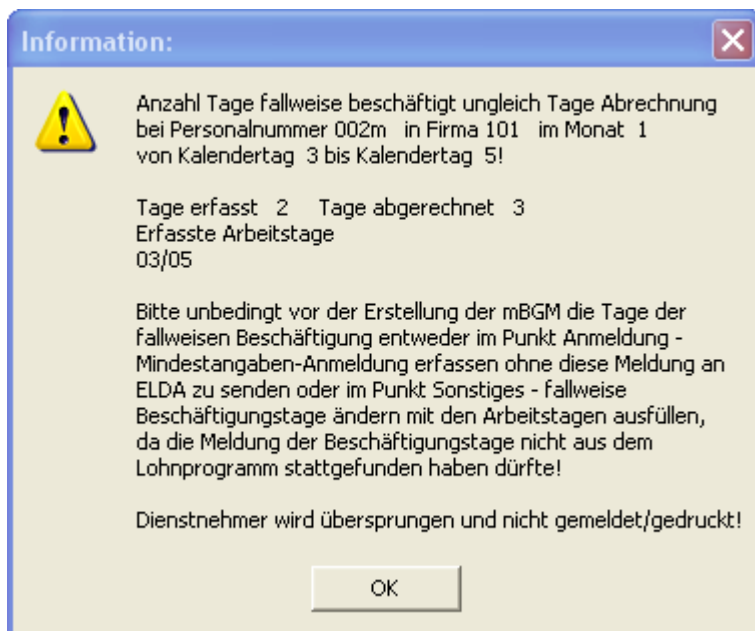 Information:
Anzahl Tage fallweise beschäftigt ungleich Tage Abrechnung
bei Personalnummer 002m in Firma 101 im Monat 1
von Kalendertag 3 bis Kalendertag 5!
Tage erfasst 2 Tage abgerechnet 3
Erfasste Arbeitstage
03/05
Bitte unbedingt vor der Erstellung der mBGM die Tage der
fallweisen Beschäftigung entweder im Punkt Anmeldung -
Mindestangaben-Anmeldung erfassen ohne diese Meldung an
ELDA zu senden oder im Punkt Sonstiges - fallweise
Beschäftigungstage ändern mit den Arbeitstagen ausfüllen,
da die Meldung der Beschäftigungstage nicht aus dem
Lohnprogramm stattgefunden haben dürfte!
Dienstnehmer wird übersprungen und nicht gemeldet/gedruckt!
OK